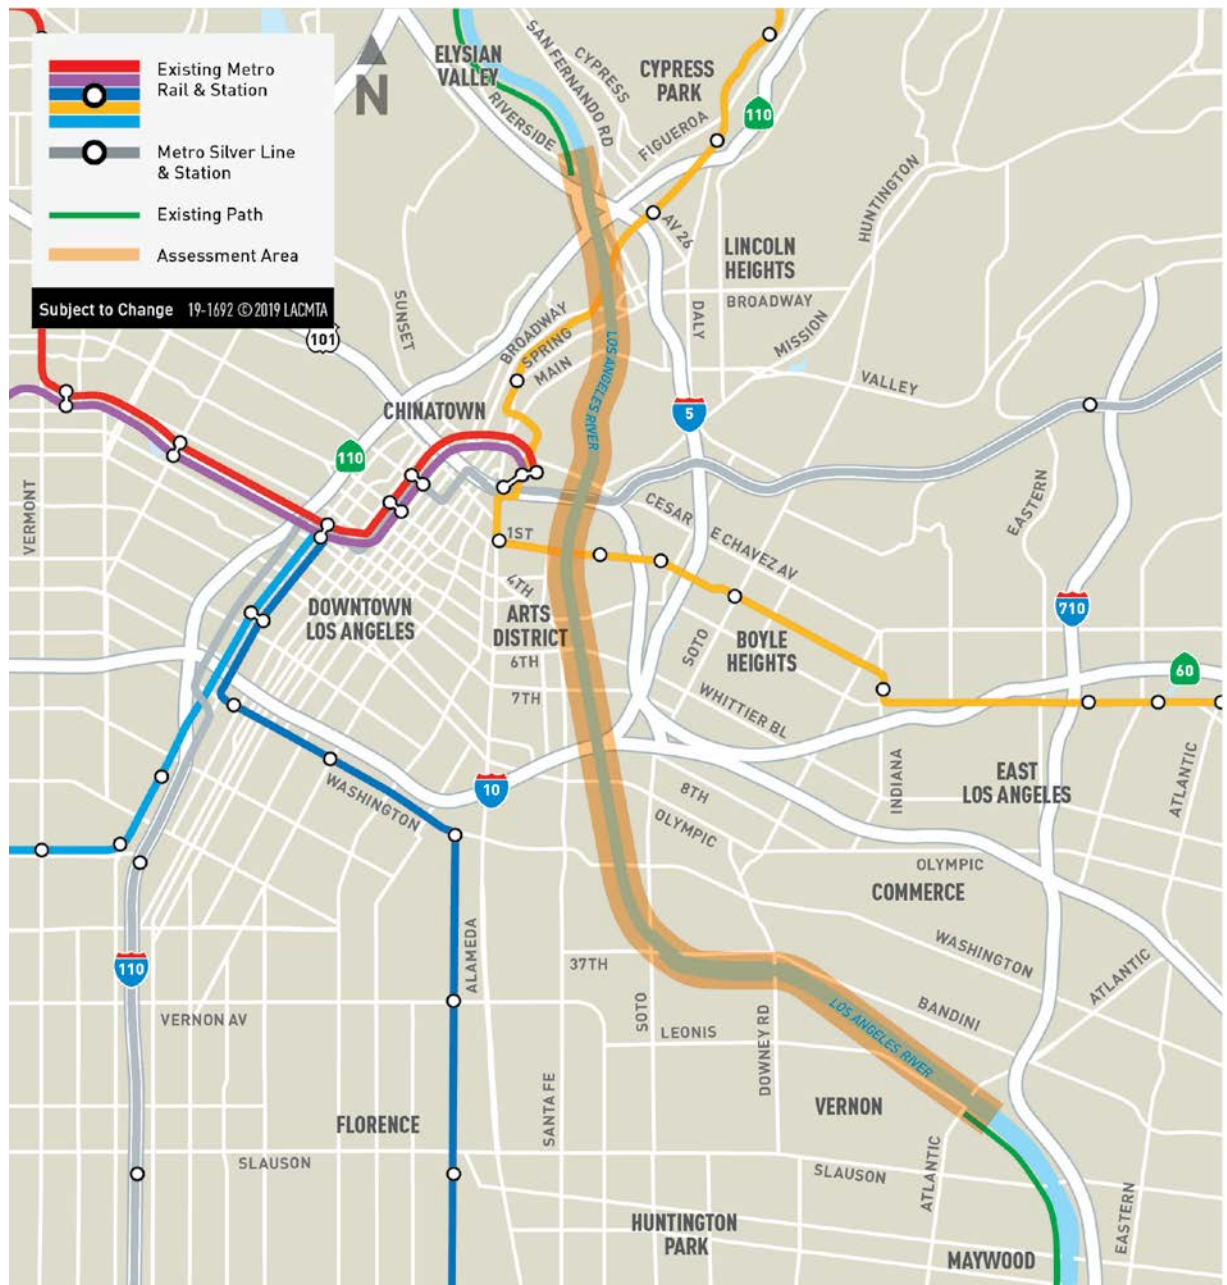 Existing Metro
Rail & Station
Metro Silver Line
& Station
Existing Path
Assessment Area
Subject to Change 19-1692 © 2019 LACMTA
N
ELYSIAN
VALLEY
RIVERSIDE
SAN FERNANDO RD
CYPRESS
CYPRESS
PARK
FIGUEROA
110
AV 26
HUNTINGTON
LINCOLN
HEIGHTS
BROADWAY
DALY
MISSION
VALLEY
SUNSET
101
BROADWAY
SPRING
MAIN
LOS ANGELES RIVER
5
CHINATOWN
110
VERMONT
CESAR E CHAVEZ AV
EASTERN
1ST
4TH
DOWNTOWN
LOS ANGELES
ARTS
DISTRICT
6TH
7TH
SOTO
BOYLE
HEIGHTS
WHITTIER BL
710
60
INDIANA
EAST
LOS ANGELES
ATLANTIC
WASHINGTON
10
8TH
OLYMPIC
OLYMPIC
COMMERCE
WASHINGTON
ATLANTIC
BANDINI
110
ALAMEDA
37TH
SOTO
LEONIS
DOWNEY RD
LOS ANGELES RIVER
VERNON AV
SANTA FE
FLORENCE
VERNON
SLAUSON
SLAUSON
ATLANTIC
EASTERN
HUNTINGTON
PARK
MAYWOOD